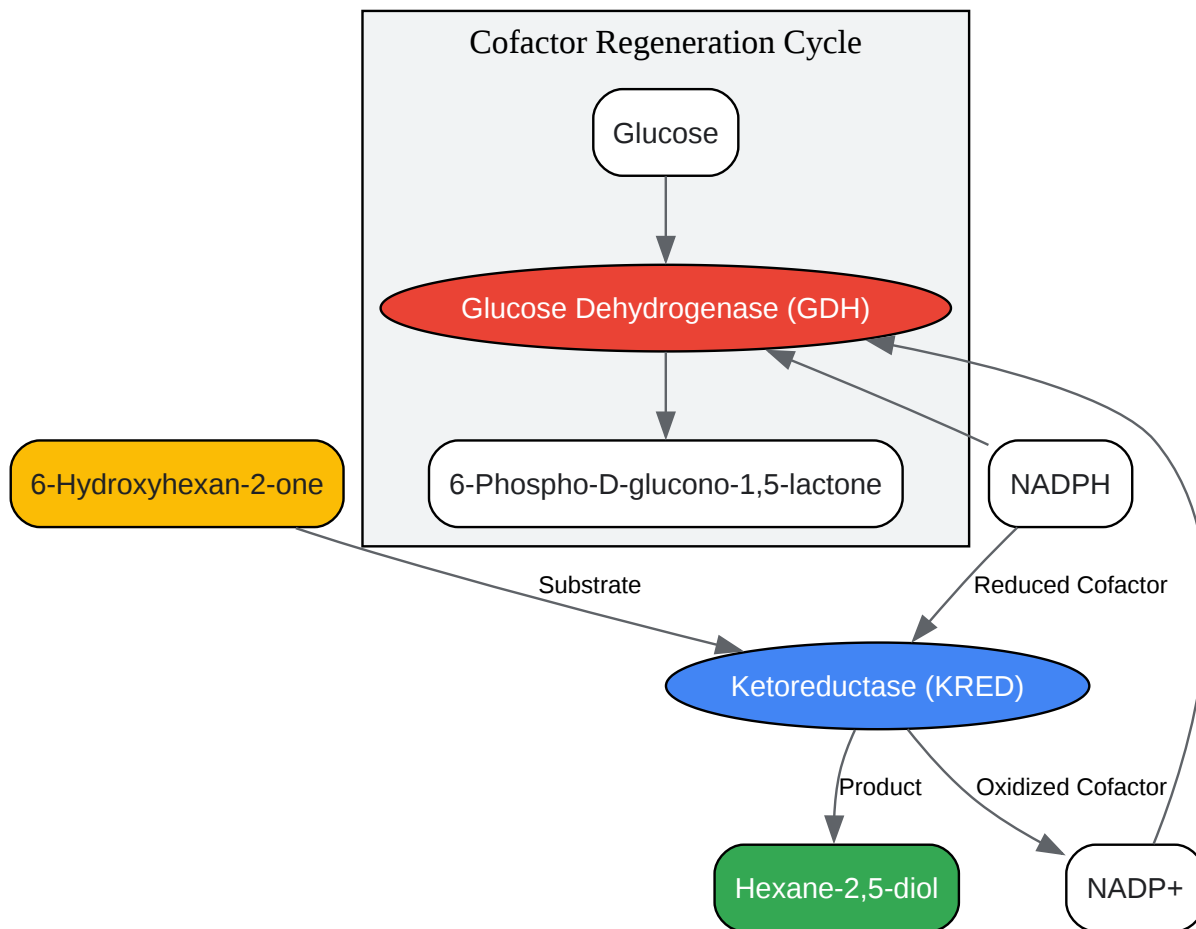 Cofactor Regeneration Cycle
Glucose
Glucose Dehydrogenase (GDH)
6-Hydroxyhexan-2-one
6-Phospho-D-glucono-1,5-lactone
NADPH
Substrate
Reduced Cofactor
Ketoreductase (KRED)
Product
Oxidized Cofactor
Hexane-2,5-diol
NADP+